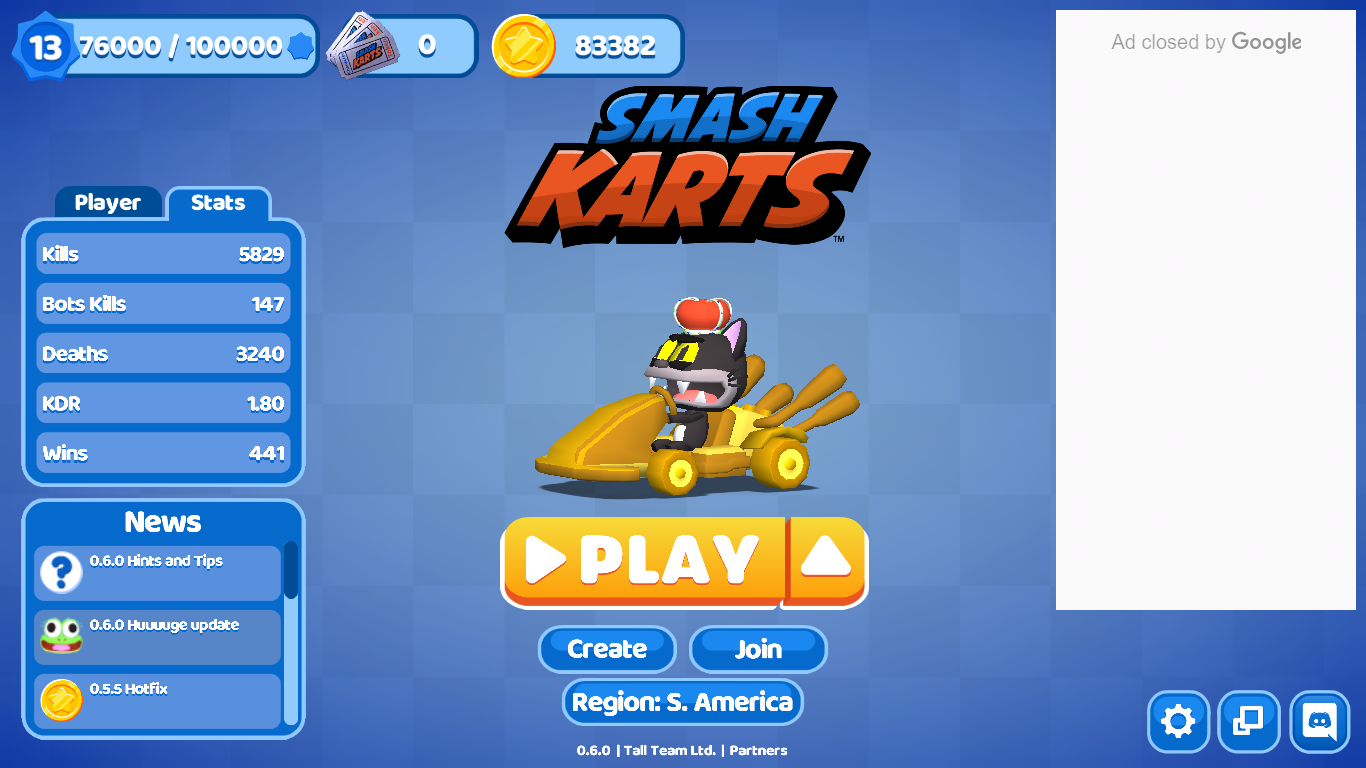 13 76000 / 100000
0
83382
Ad closed by Google
SMASH
KARTS
TM
Player Stats
Kills 5829
Bots Kills 147
Deaths 3240
KDR 1.80
Wins 441
News
0.6.0 Hints and Tips
0.6.0 Huuuuge update
0.5.5 Hotfix
PLAY
Create Join
Region: S. America
0.6.0 | Tall Team Ltd. | Partners